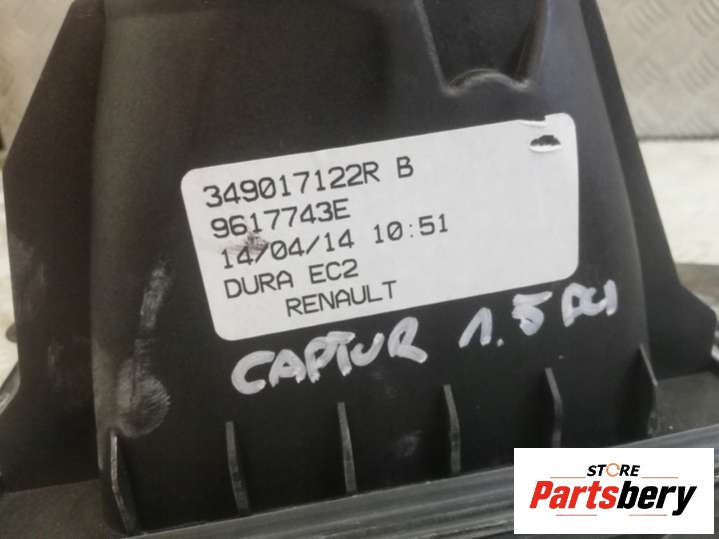 349017122R B
9617743E
14/04/14 10:51
DURA EC2
RENAULT
CAPTUR 1.5 DCI
STORE
Partsbery